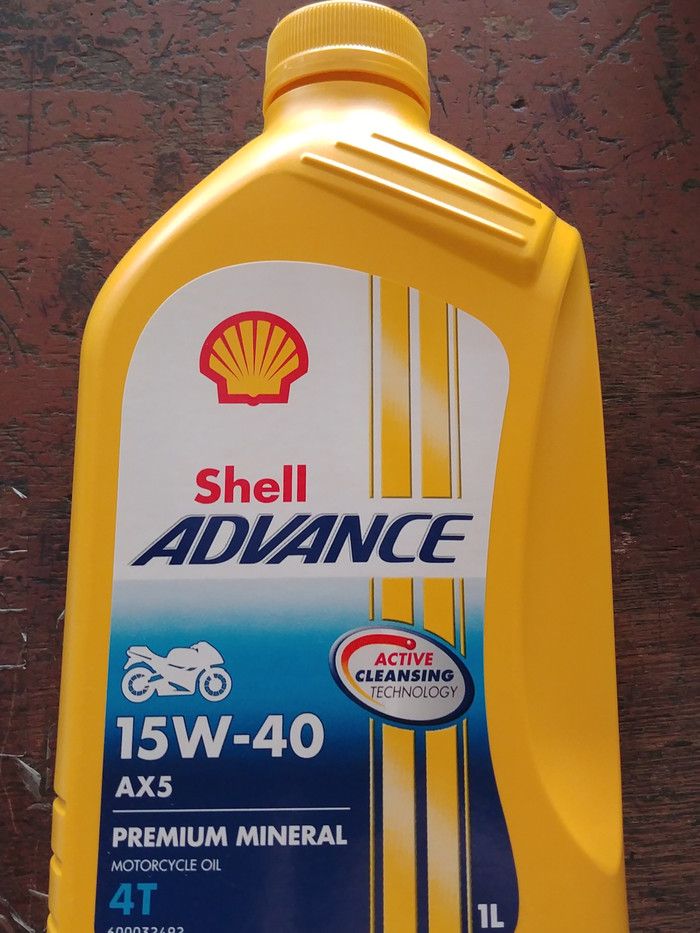 Shell
ADVANCE
ACTIVE
CLEANSING
TECHNOLOGY
15W-40
AX5
PREMIUM MINERAL
MOTORCYCLE OIL
4T
1L